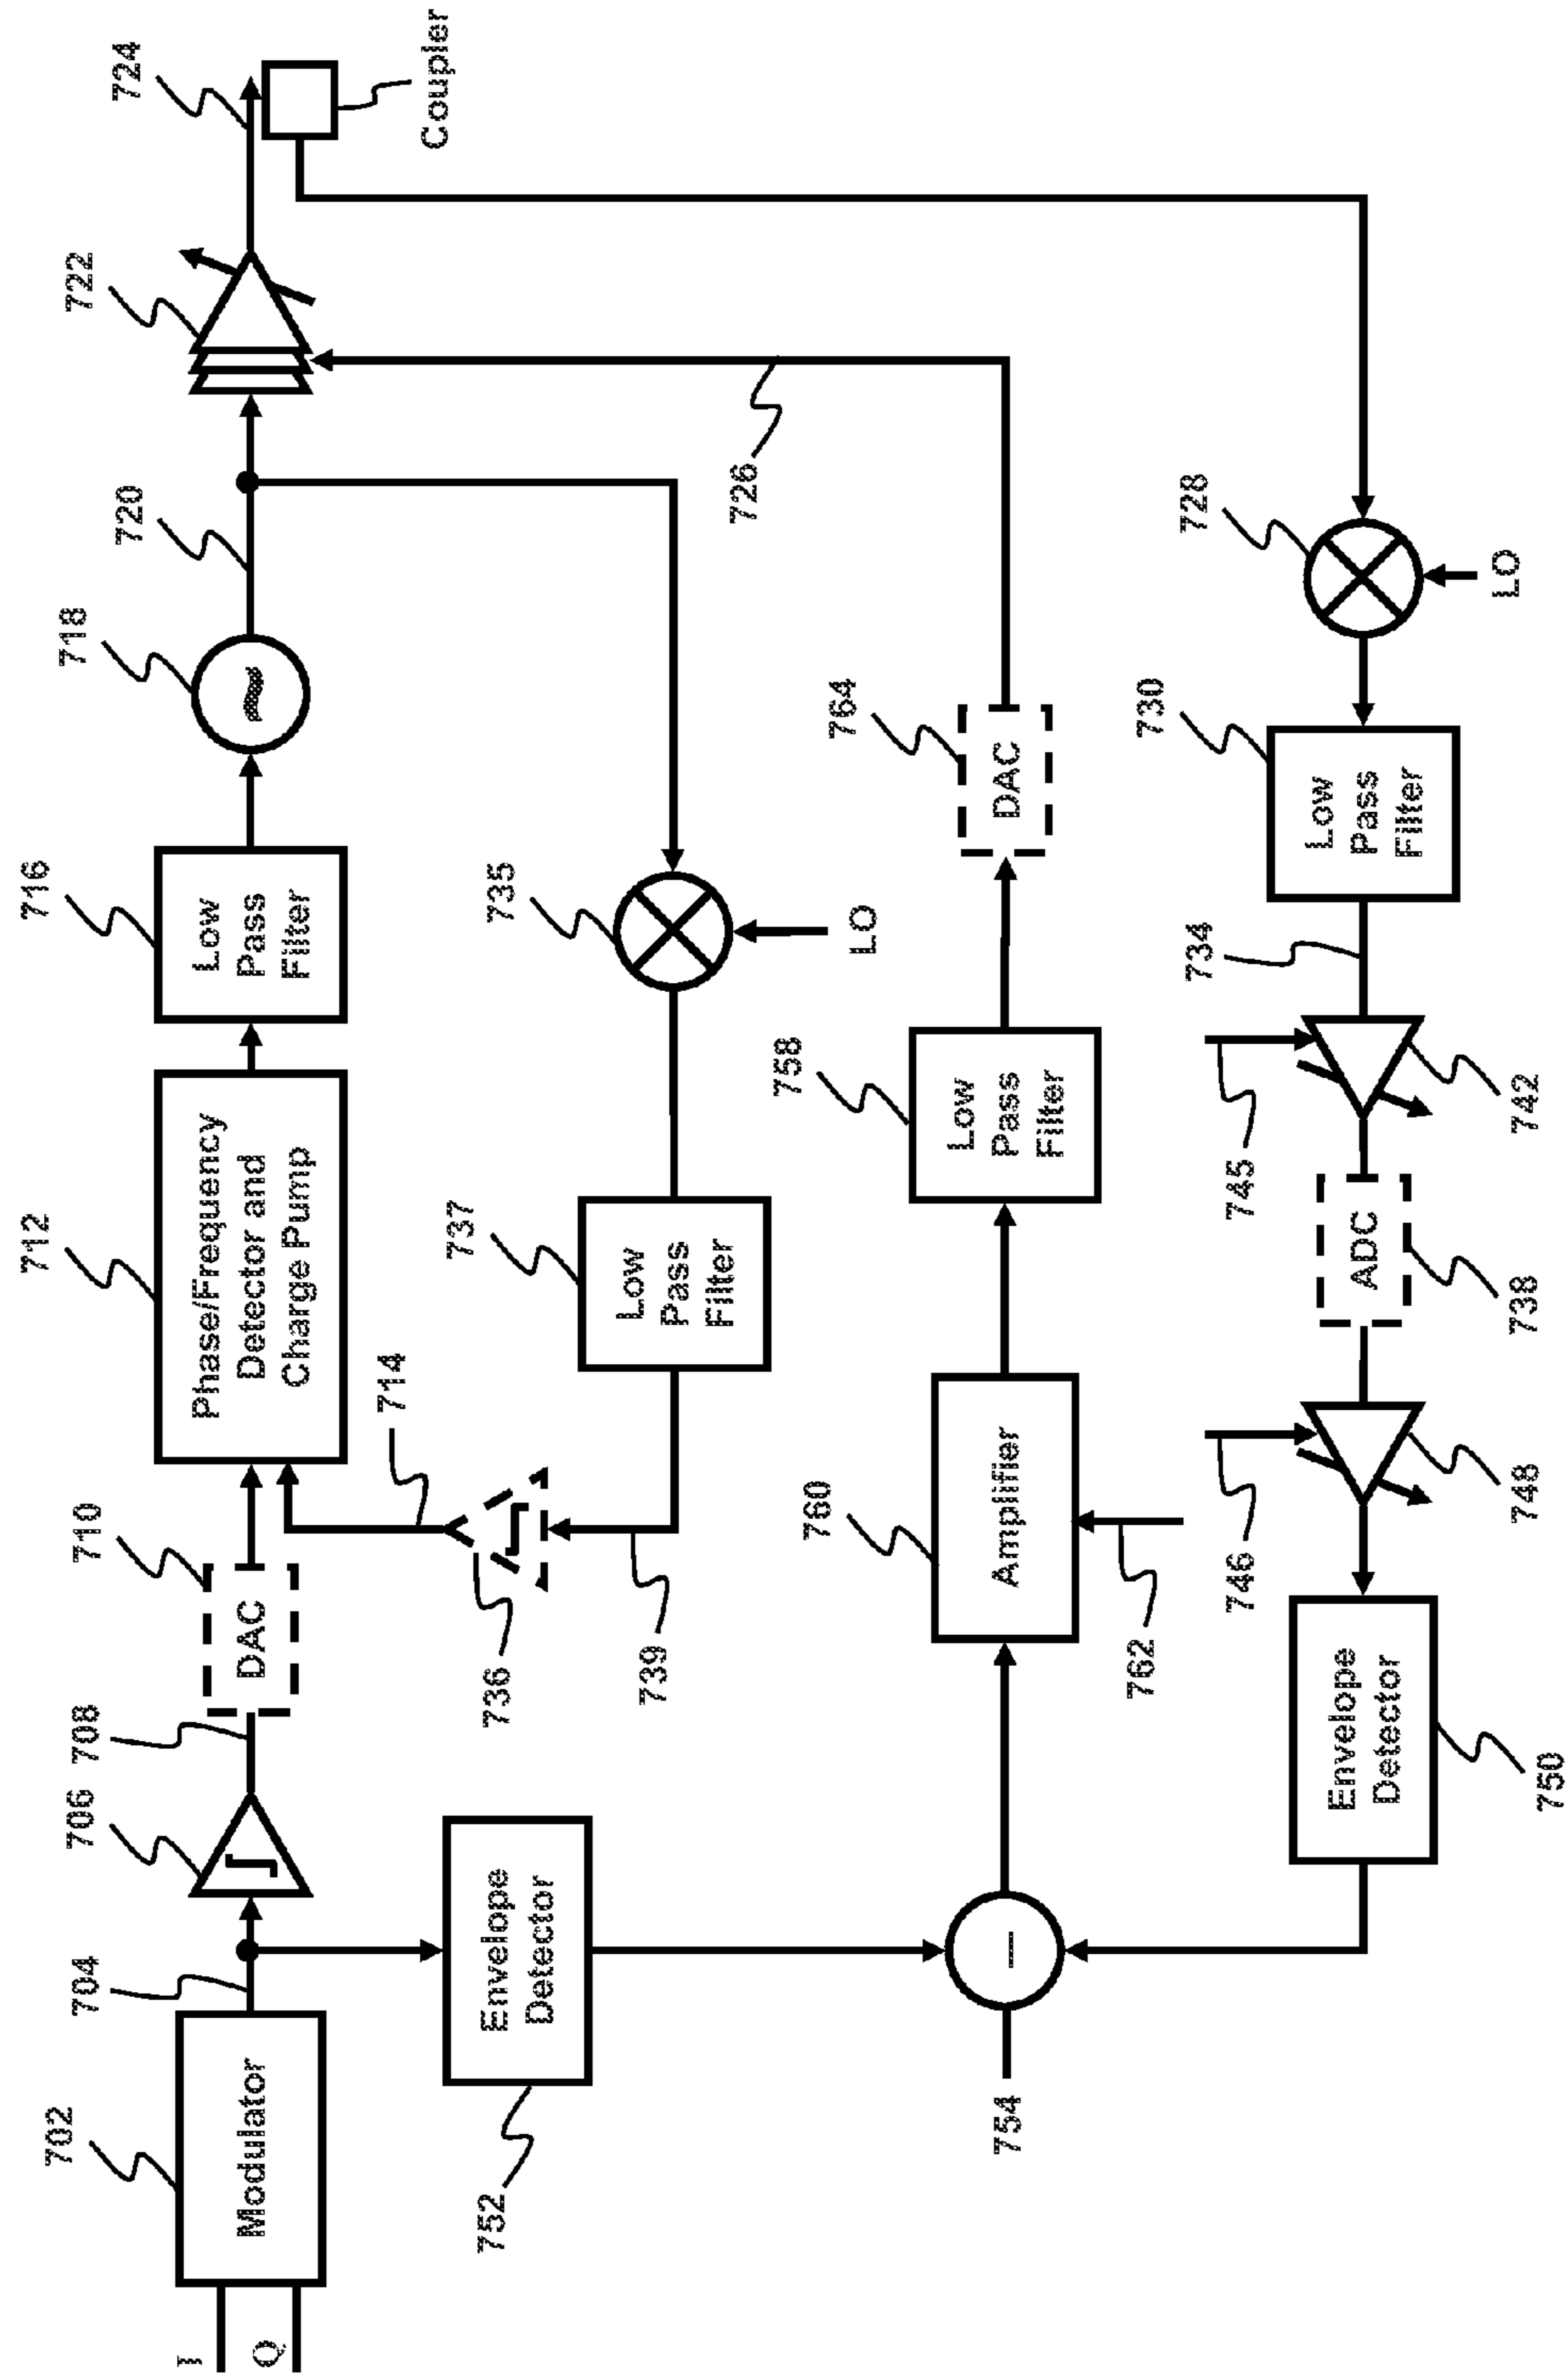 I
Q
702
Modulator
704
706
708
710
DAC
712
Phase/Frequency
Detector and
Charge Pump
716
Low
Pass
Filter
718
720
722
724
Coupler
714
736
739
737
Low
Pass
Filter
735
LO
726
752
Envelope
Detector
754
760
Amplifier
762
758
Low
Pass
Filter
764
DAC
728
LO
730
Low
Pass
Filter
734
742
745
ADC
738
746
748
Envelope
Detector
750